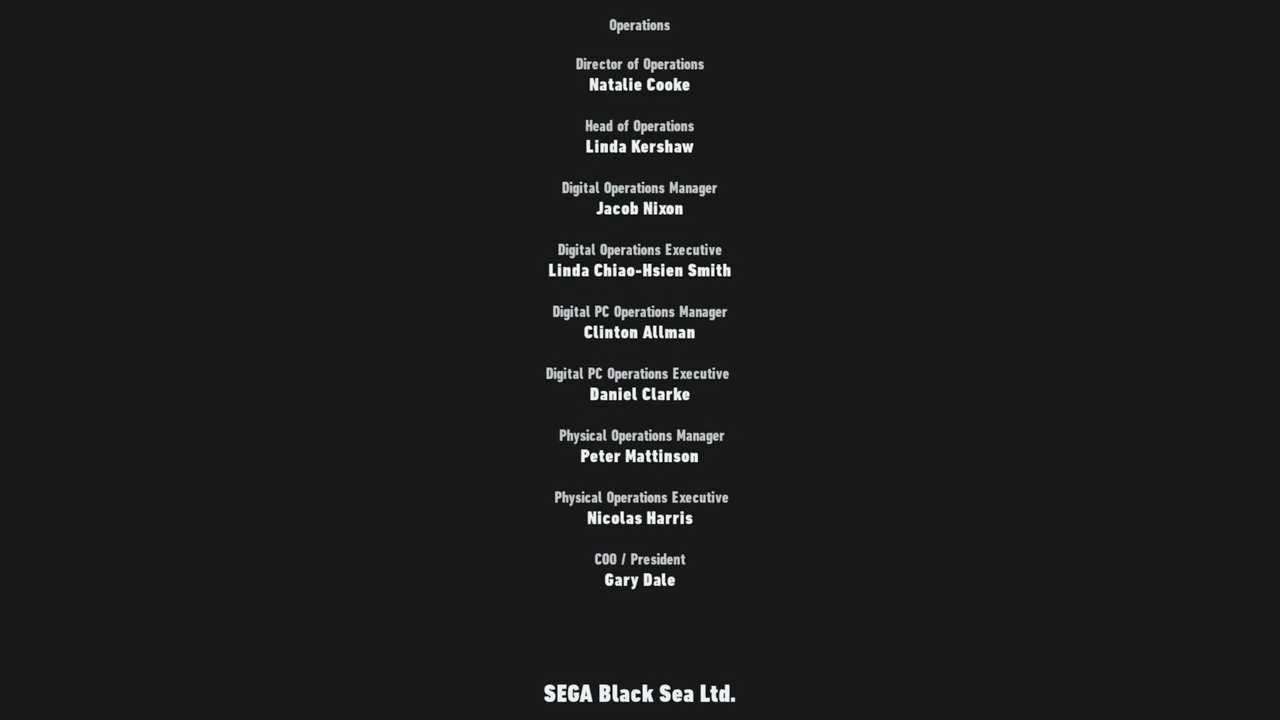 Operations
Director of Operations
Natalie Cooke
Head of Operations
Linda Kershaw
Digital Operations Manager
Jacob Nixon
Digital Operations Executive
Linda Chiao-Hsien Smith
Digital PC Operations Manager
Clinton Allman
Digital PC Operations Executive
Daniel Clarke
Physical Operations Manager
Peter Mattinson
Physical Operations Executive
Nicolas Harris
COO / President
Gary Dale
SEGA Black Sea Ltd.